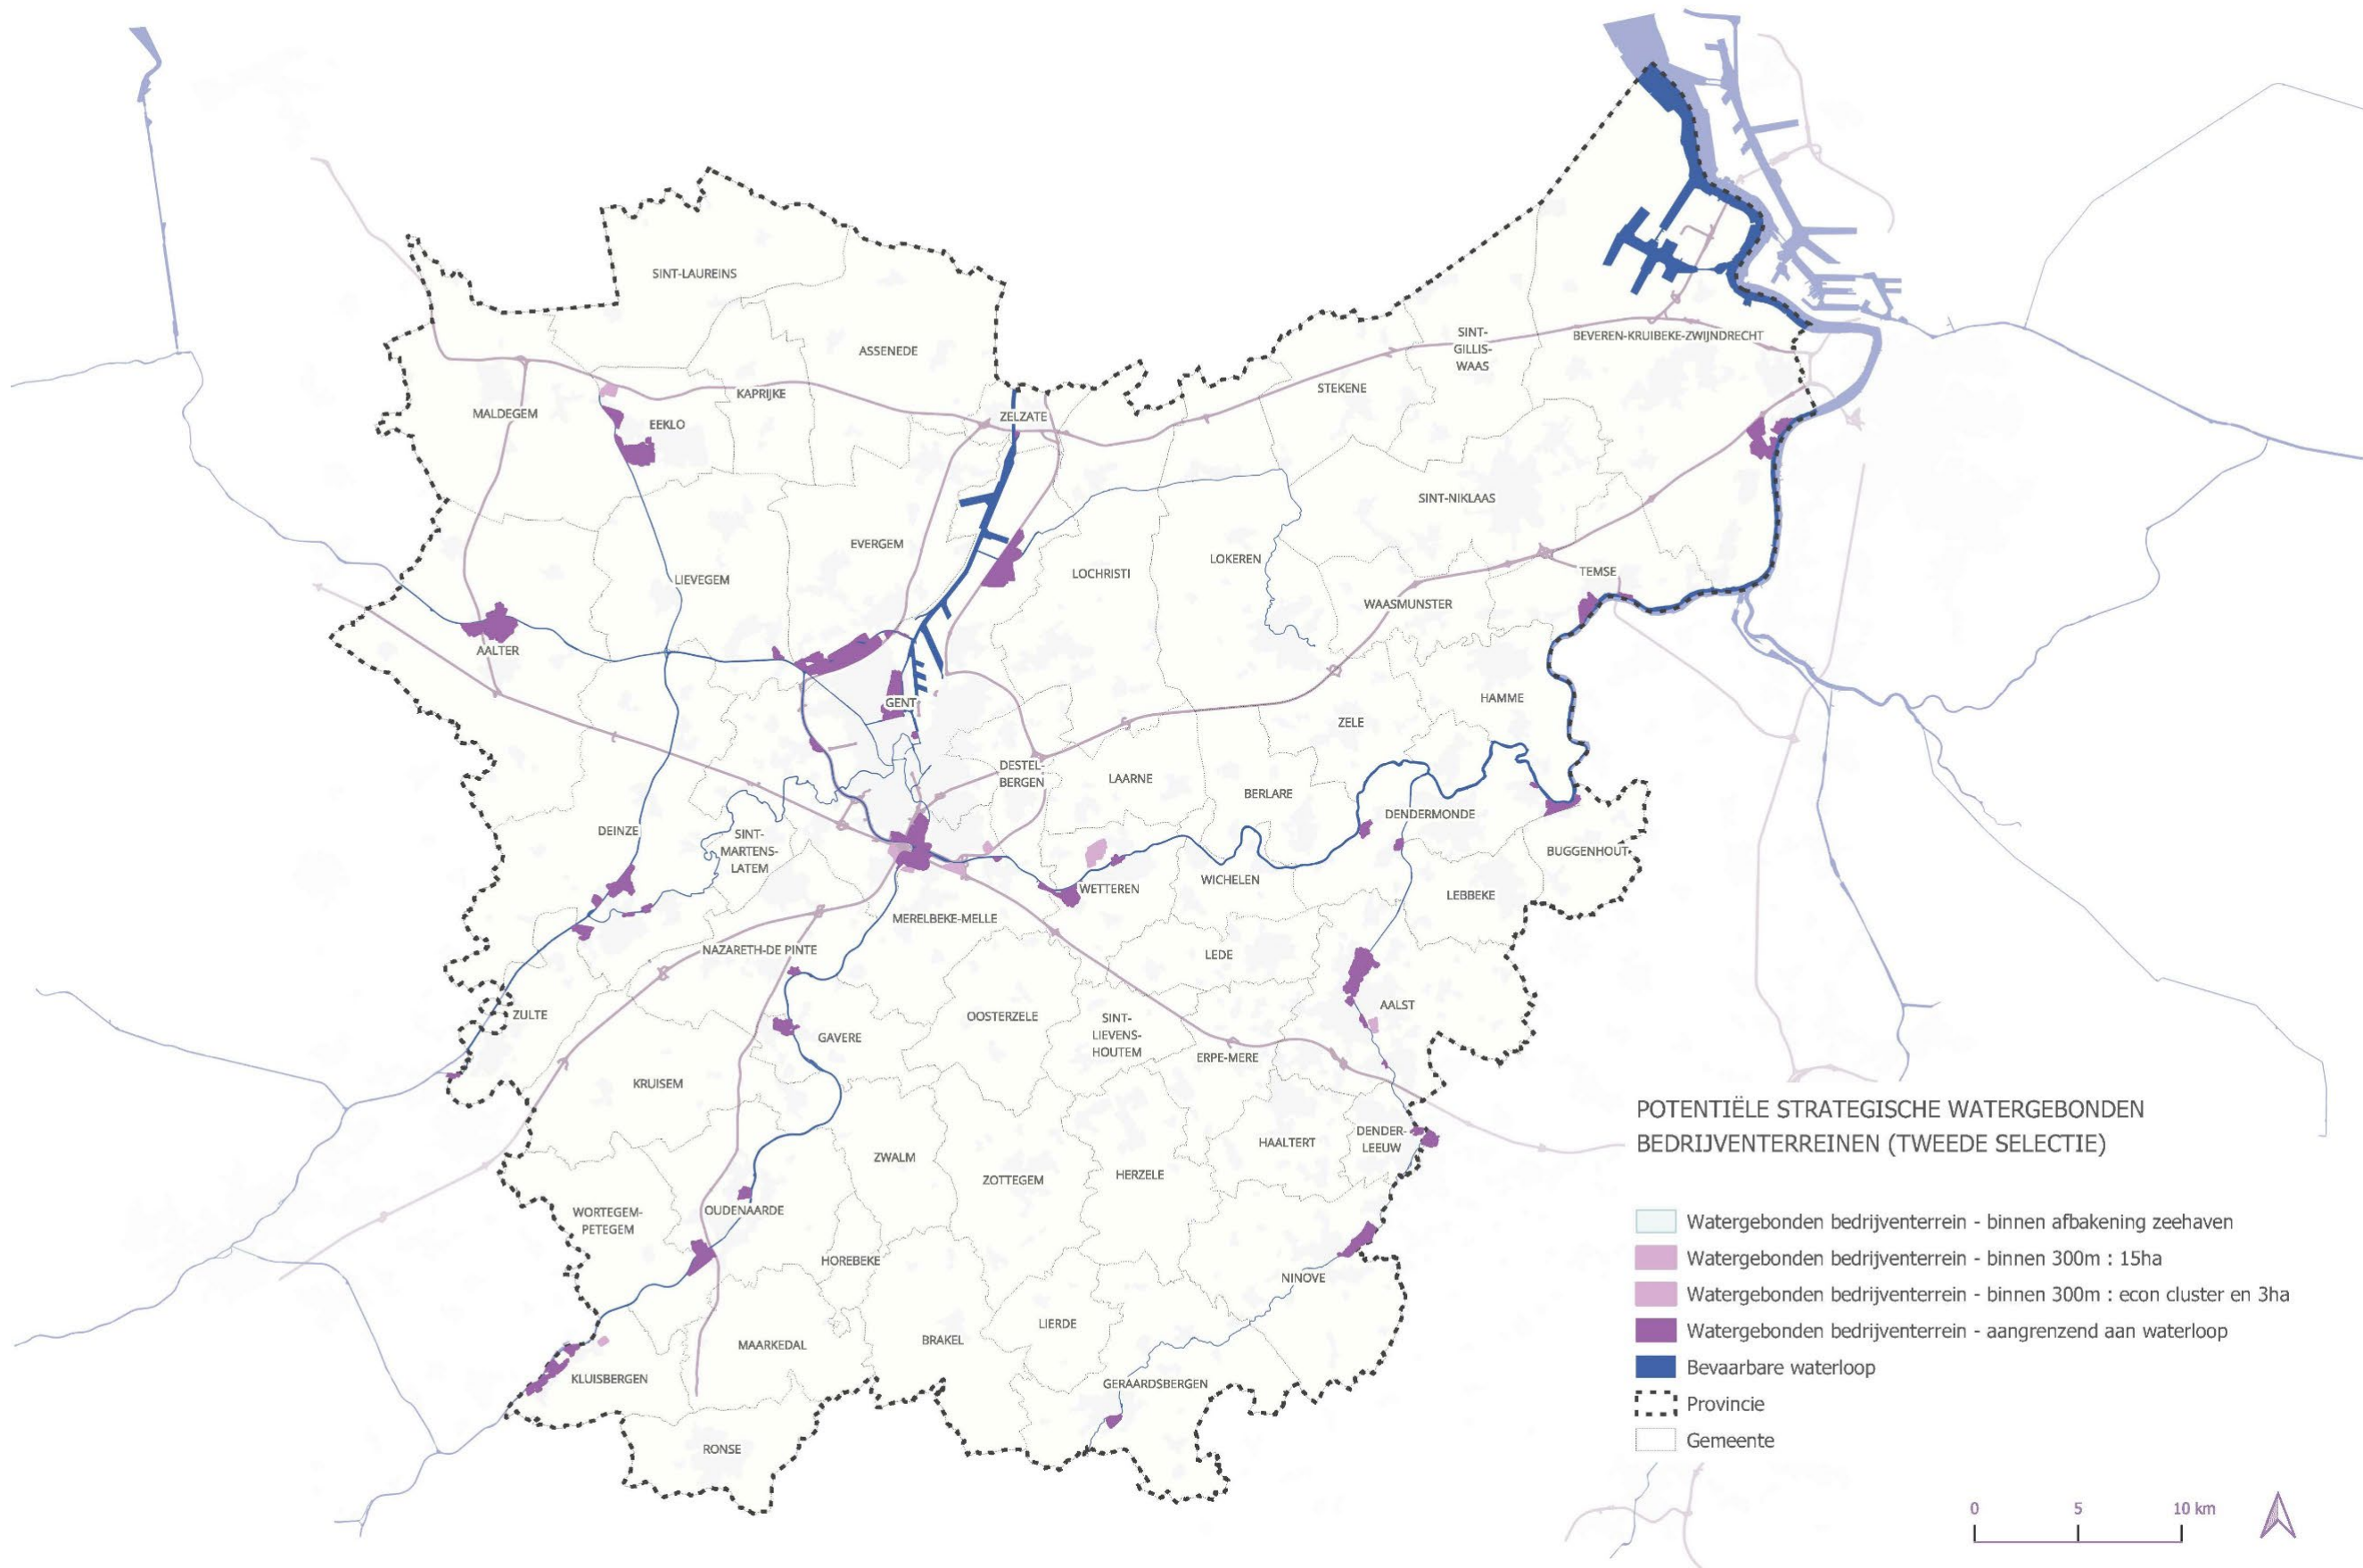 SINT-LAUREINS
ASSENEDE
SINT-
GILLIS-
WAAS
BEVEREN-KRUIBEKE-ZWIJNDRECHT
STEKENE
KAPRIJKE
MALDEGEM
EEKLO
ZELZATE
SINT-NIKLAAS
EVERGEM
LOKEREN
LOCHRISTI
TEMSE
LIEVEGEM
WAASMUNSTER
AALTER
HAMME
GENT
ZELE
DESTEL-
BERGEN
LAARNE
BERLARE
DENDERMONDE
DEINZE
SINT-
MARTENS-
LATEM
BUGGENHOUT
WICHELEN
WETTEREN
LEBBEKE
MERELBEKE-MELLE
NAZARETH-DE PINTE
LEDE
AALST
ZULTE
OOSTERZELE
SINT-
LIEVENS-
HOUTEM
GAVERE
ERPE-MERE
KRUISEM
DENDER-
LEEUW
HAALTERT
ZWALM
HERZELE
ZOTTEGEM
WORTEGEM-
PETEGEM
OUDENAARDE
HOREBEKE
NINOVE
LIERDE
BRAKEL
MAARKEDAL
KLUISBERGEN
GERAARDSBERGEN
RONSE
POTENTIËLE STRATEGISCHE WATERGEBONDEN
BEDRIJVENTERREINEN (TWEEDE SELECTIE)
Watergebonden bedrijventerrein - binnen afbakening zeehaven
Watergebonden bedrijventerrein - binnen 300m : 15ha
Watergebonden bedrijventerrein - binnen 300m : econ cluster en 3ha
Watergebonden bedrijventerrein - aangrenzend aan waterloop
Bevaarbare waterloop
Provincie
Gemeente
0 5 10 km